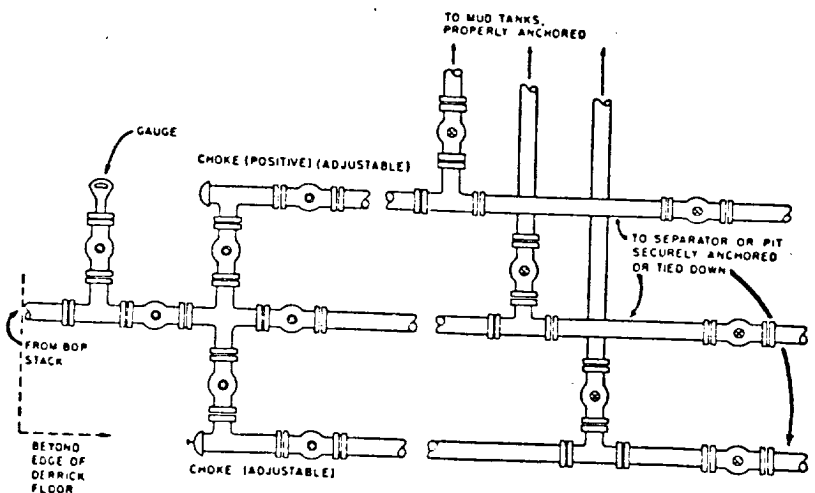 TO MUD TANKS,
PROPERLY ANCHORED
GAUGE
CHOKE (POSITIVE) (ADJUSTABLE)
TO SEPARATOR OR PIT
SECURELY ANCHORED
OR TIED DOWN
FROM BOP
STACK
BEYOND
EDGE OF
DERRICK
FLOOR
CHOKE (ADJUSTABLE)